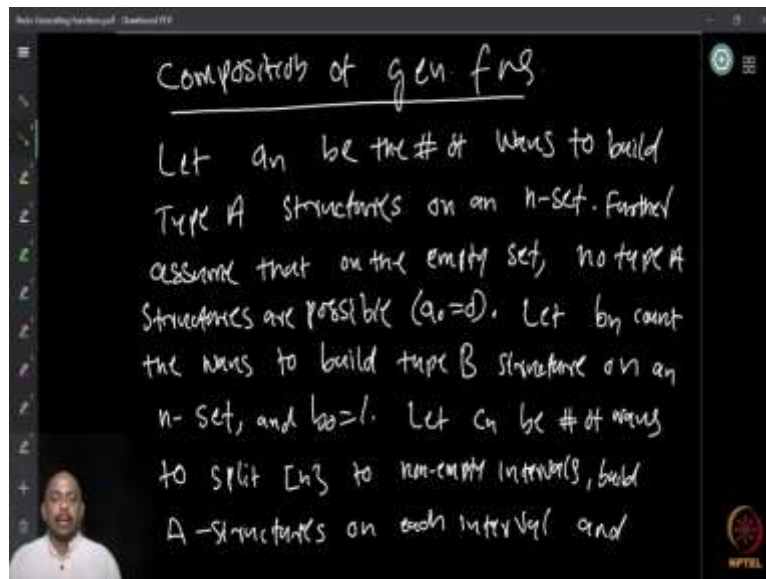 Composition of gen. fns.
Let an be the # of ways to build
Type A structures on an n-set. Further
assume that on the empty set, no type A
structures are possible (a0=0). Let bn count
the ways to build type B structure on an
n-set, and b0=1. Let cn be # of ways
to split [n] to non-empty intervals, build
A-structures on each interval and
NPTEL